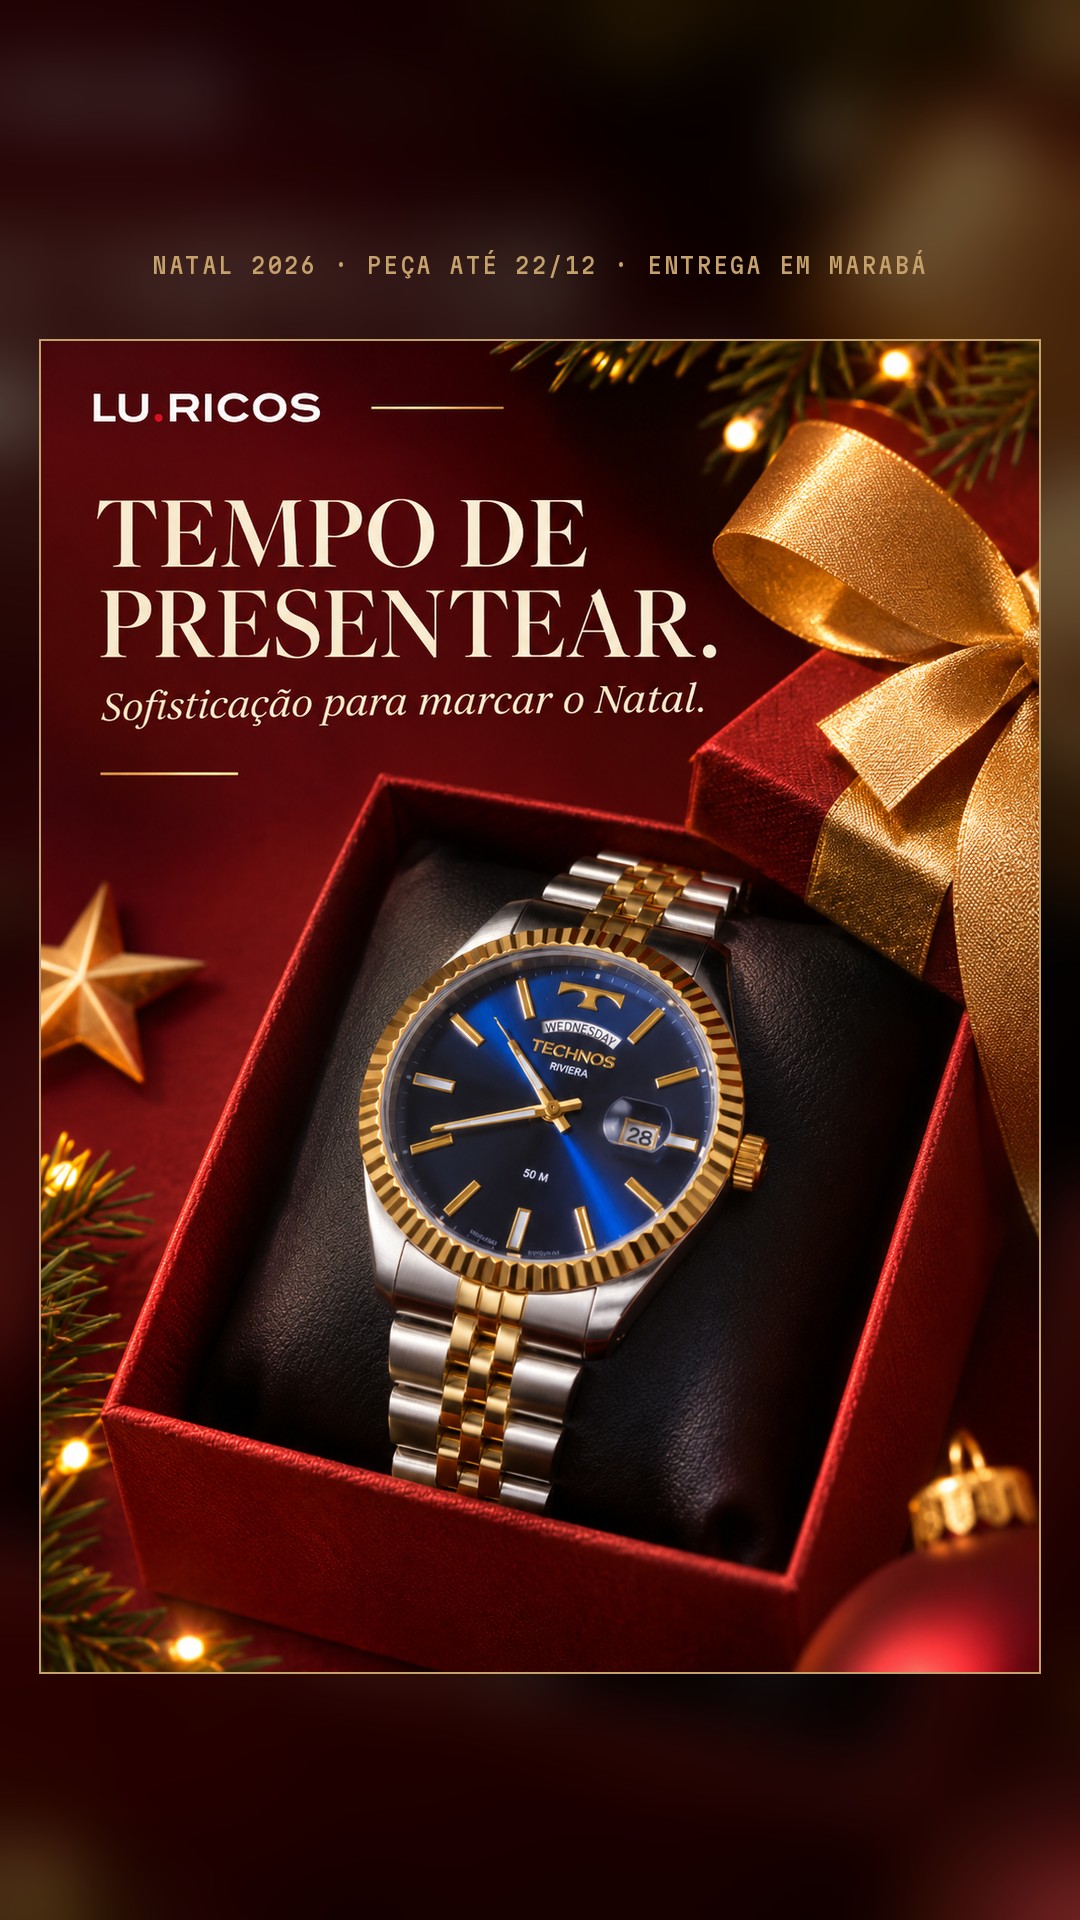 NATAL 2026 · PEÇA ATÉ 22/12 · ENTREGA EM MARABÁ
LU.RICOS
TEMPO DE
PRESENTEAR.
Sofisticação para marcar o Natal.
WEDNESDAY
TECHNOS
RIVIERA
28
50 M